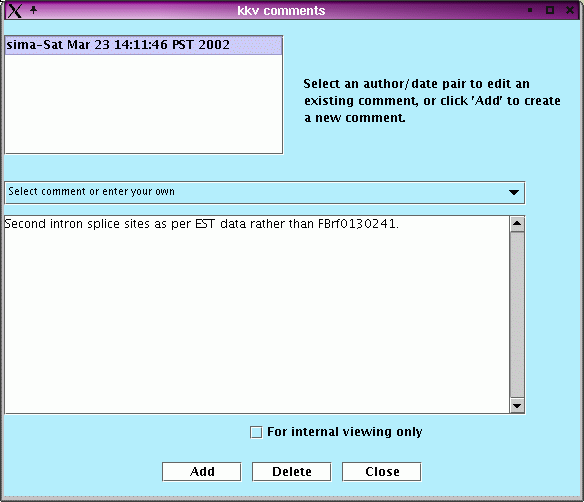 kkv comments
sima-Sat Mar 23 14:11:46 PST 2002
Select an author/date pair to edit an
existing comment, or click 'Add' to create
a new comment.
Select comment or enter your own
Second intron splice sites as per EST data rather than FBrf0130241.
For internal viewing only
Add Delete Close